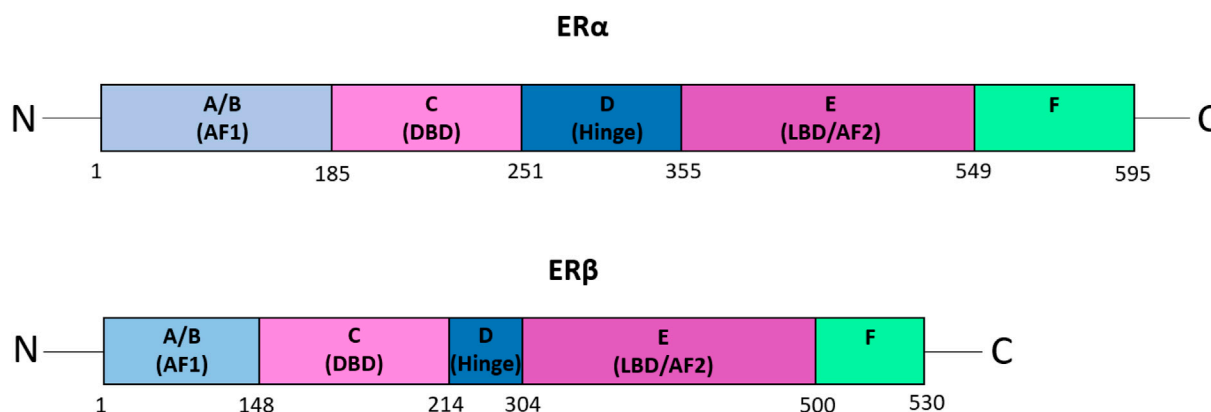 ERα
N
A/B
(AF1)
C
(DBD)
D
(Hinge)
E
(LBD/AF2)
F
C
1
185
251
355
549
595
ERβ
N
A/B
(AF1)
C
(DBD)
D
(Hinge)
E
(LBD/AF2)
F
C
1
148
214
304
500
530